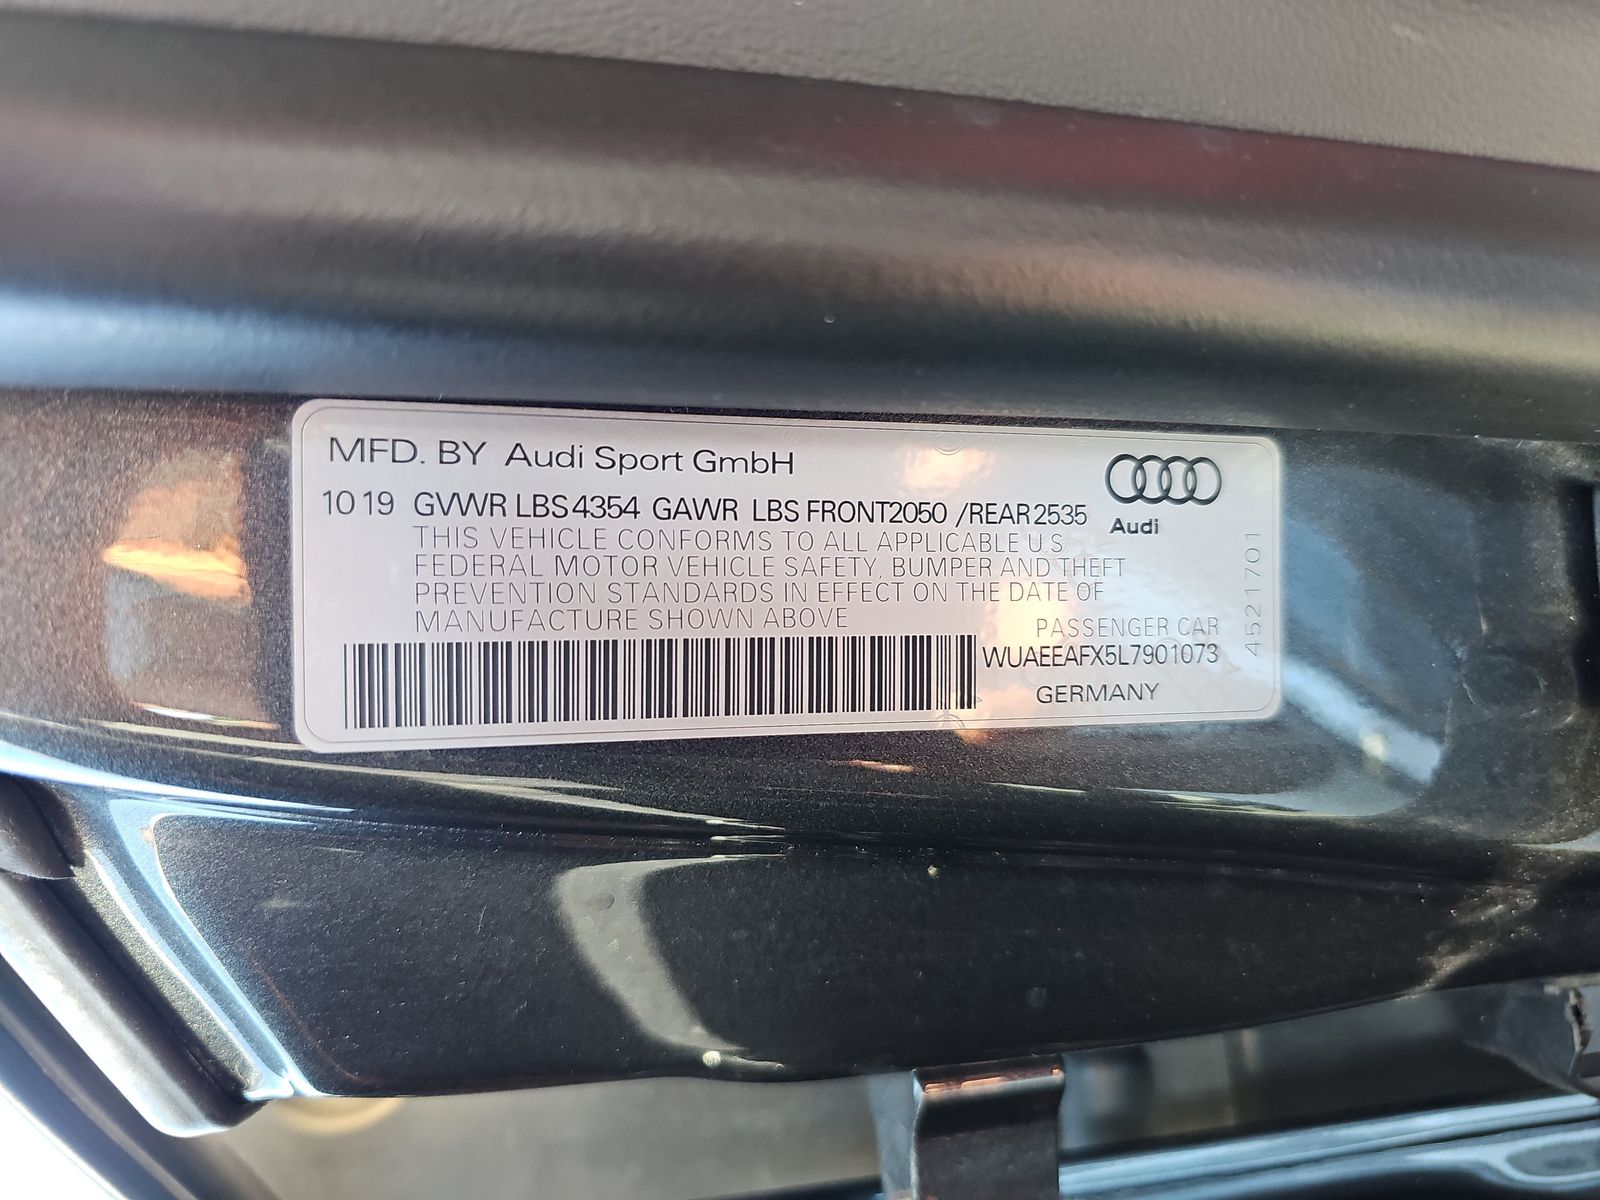 MFD. BY Audi Sport GmbH
10 19 GVWR LBS 4354 GAWR LBS FRONT2050 /REAR 2535
Audi
THIS VEHICLE CONFORMS TO ALL APPLICABLE U.S.
FEDERAL MOTOR VEHICLE SAFETY, BUMPER AND THEFT
PREVENTION STANDARDS IN EFFECT ON THE DATE OF
MANUFACTURE SHOWN ABOVE
PASSENGER CAR
WUAEEAFX5L7901073
GERMANY
4521701